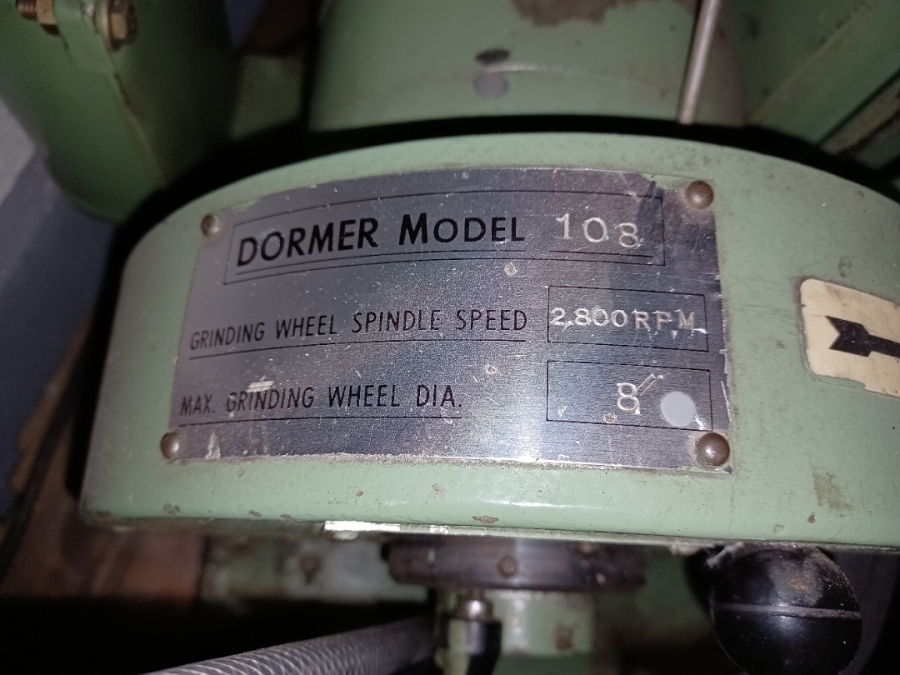 DORMER MODEL 108
GRINDING WHEEL SPINDLE SPEED 2,800RPM
MAX. GRINDING WHEEL DIA. 8"